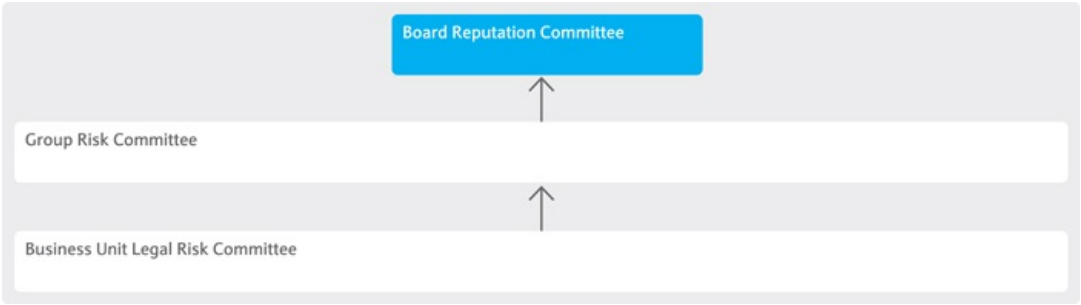 Board Reputation Committee
Group Risk Committee
Business Unit Legal Risk Committee